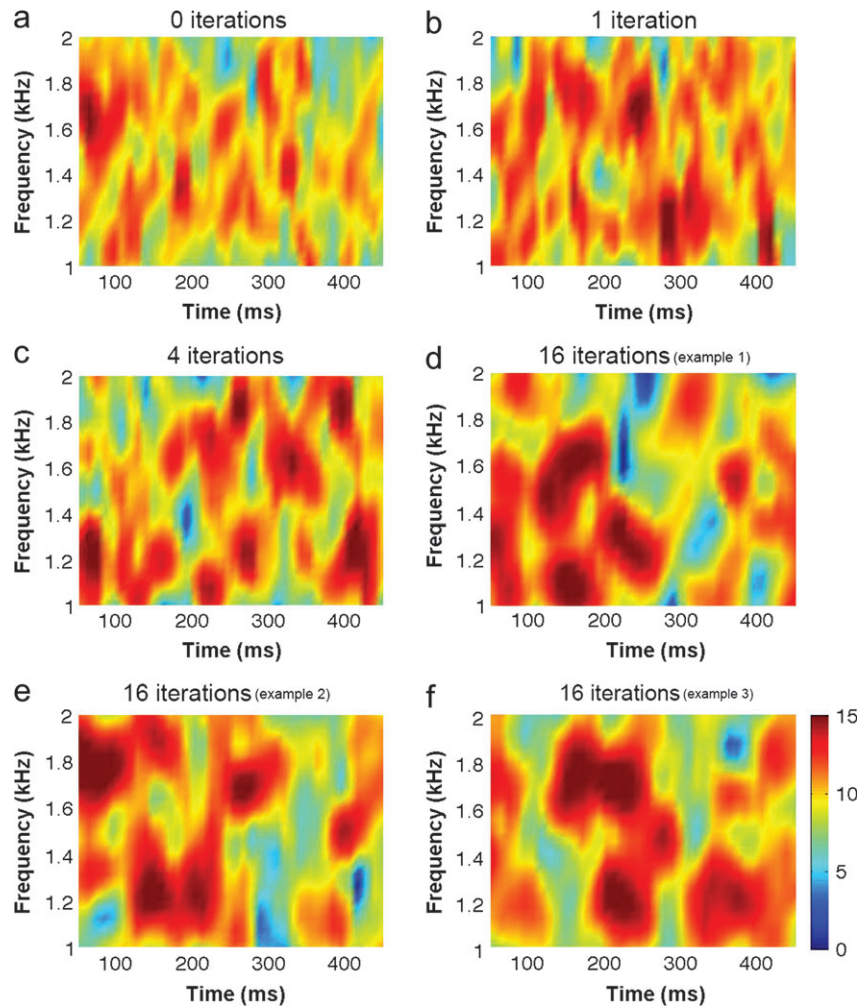 a
0 iterations
b
1 iteration
Frequency (kHz)
2
1.8
1.6
1.4
1.2
1
100 200 300 400
Time (ms)
Frequency (kHz)
2
1.8
1.6
1.4
1.2
1
100 200 300 400
Time (ms)
c
4 iterations
d
16 iterations (example 1)
Frequency (kHz)
2
1.8
1.6
1.4
1.2
1
100 200 300 400
Time (ms)
Frequency (kHz)
2
1.8
1.6
1.4
1.2
1
100 200 300 400
Time (ms)
e
16 iterations (example 2)
f
16 iterations (example 3)
Frequency (kHz)
2
1.8
1.6
1.4
1.2
1
100 200 300 400
Time (ms)
Frequency (kHz)
2
1.8
1.6
1.4
1.2
1
100 200 300 400
Time (ms)
15
10
5
0